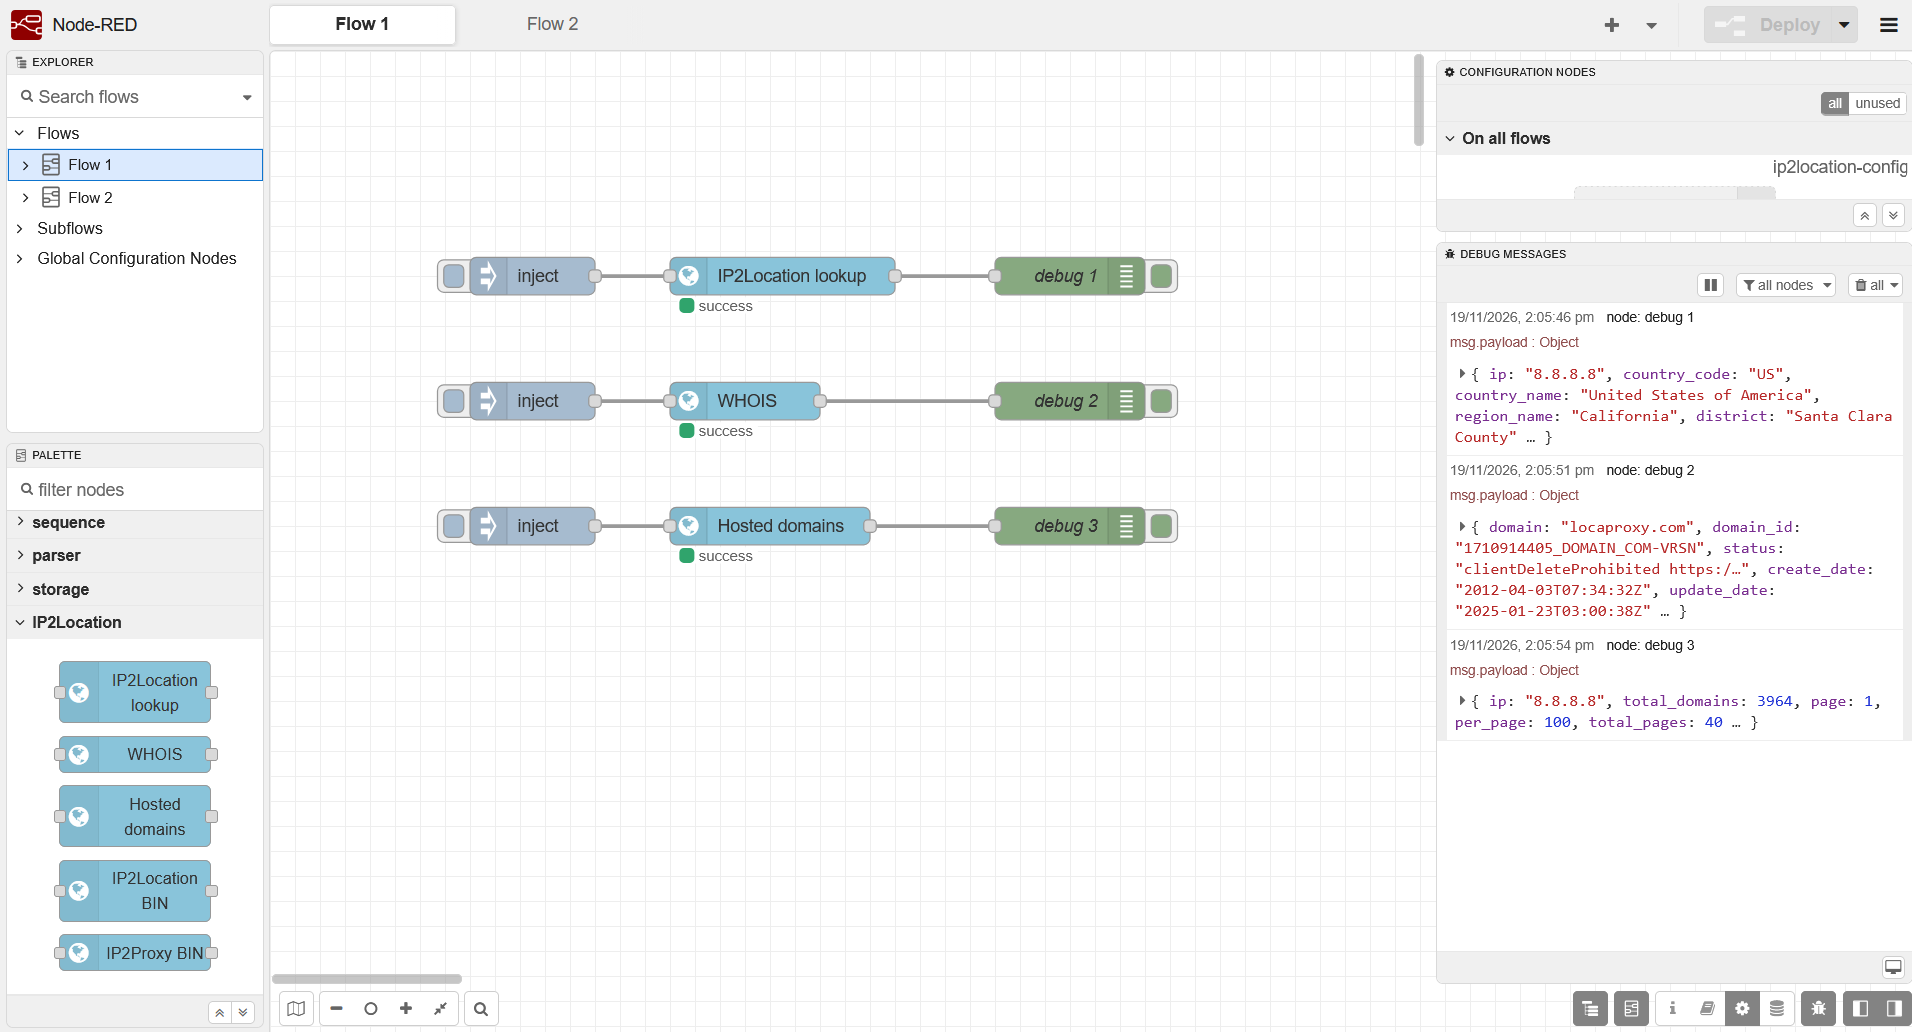 Node-RED
Flow 1
Flow 2
Deploy
EXPLORER
Search flows
Flows
Flow 1
Flow 2
Subflows
Global Configuration Nodes
PALETTE
filter nodes
sequence
parser
storage
IP2Location
IP2Location
lookup
WHOIS
Hosted
domains
IP2Location
BIN
IP2Proxy BIN
inject
IP2Location lookup
debug 1
success
inject
WHOIS
debug 2
success
inject
Hosted domains
debug 3
success
CONFIGURATION NODES
all
unused
On all flows
ip2location-config
DEBUG MESSAGES
all nodes
all
19/11/2026, 2:05:46 pm node: debug 1
msg.payload : Object
{ ip: "8.8.8.8", country_code: "US",
country_name: "United States of America",
region_name: "California", district: "Santa Clara
County" … }
19/11/2026, 2:05:51 pm node: debug 2
msg.payload : Object
{ domain: "locaproxy.com", domain_id:
"1710914405_DOMAIN_COM-VRSN", status:
"clientDeleteProhibited https:/…", create_date:
"2012-04-03T07:34:32Z", update_date:
"2025-01-23T03:00:38Z" … }
19/11/2026, 2:05:54 pm node: debug 3
msg.payload : Object
{ ip: "8.8.8.8", total_domains: 3964, page: 1,
per_page: 100, total_pages: 40 … }